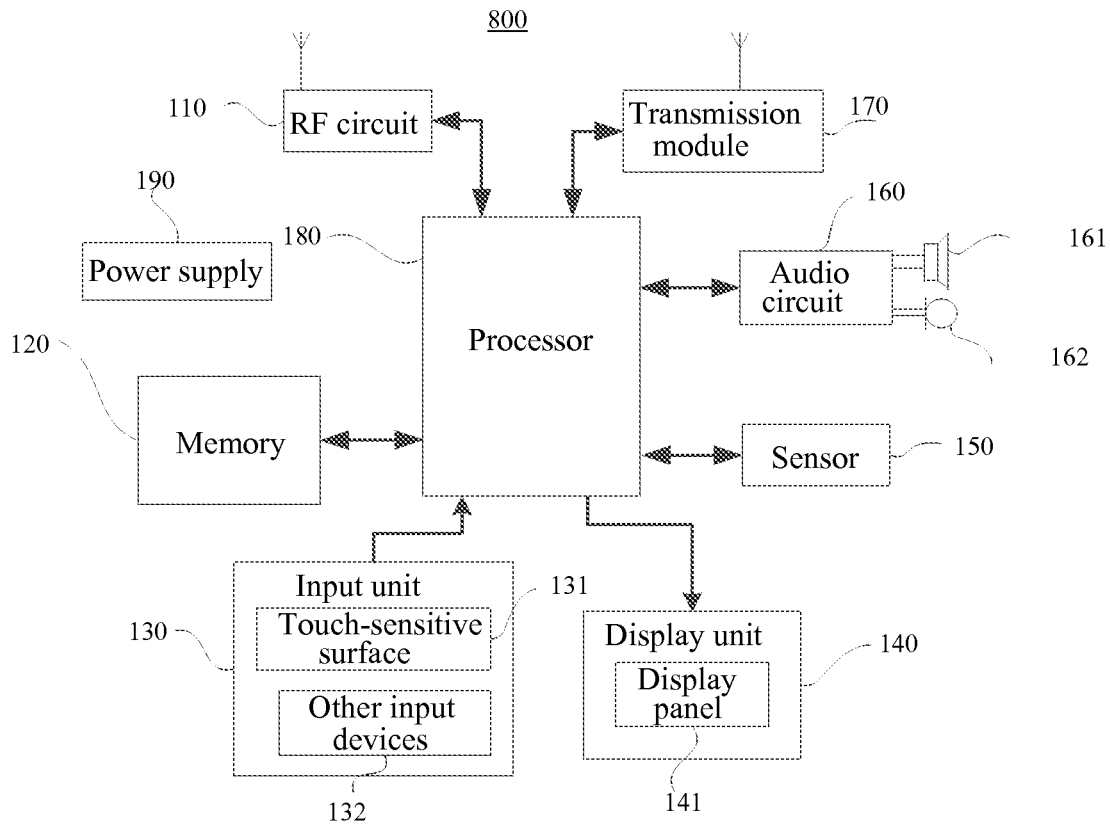 800
110
RF circuit
Transmission
module
170
190
Power supply
180
160
Audio
circuit
161
162
Processor
120
Memory
Sensor
150
Input unit
131
Touch-sensitive
surface
130
Other input
devices
132
Display unit
140
Display
panel
141